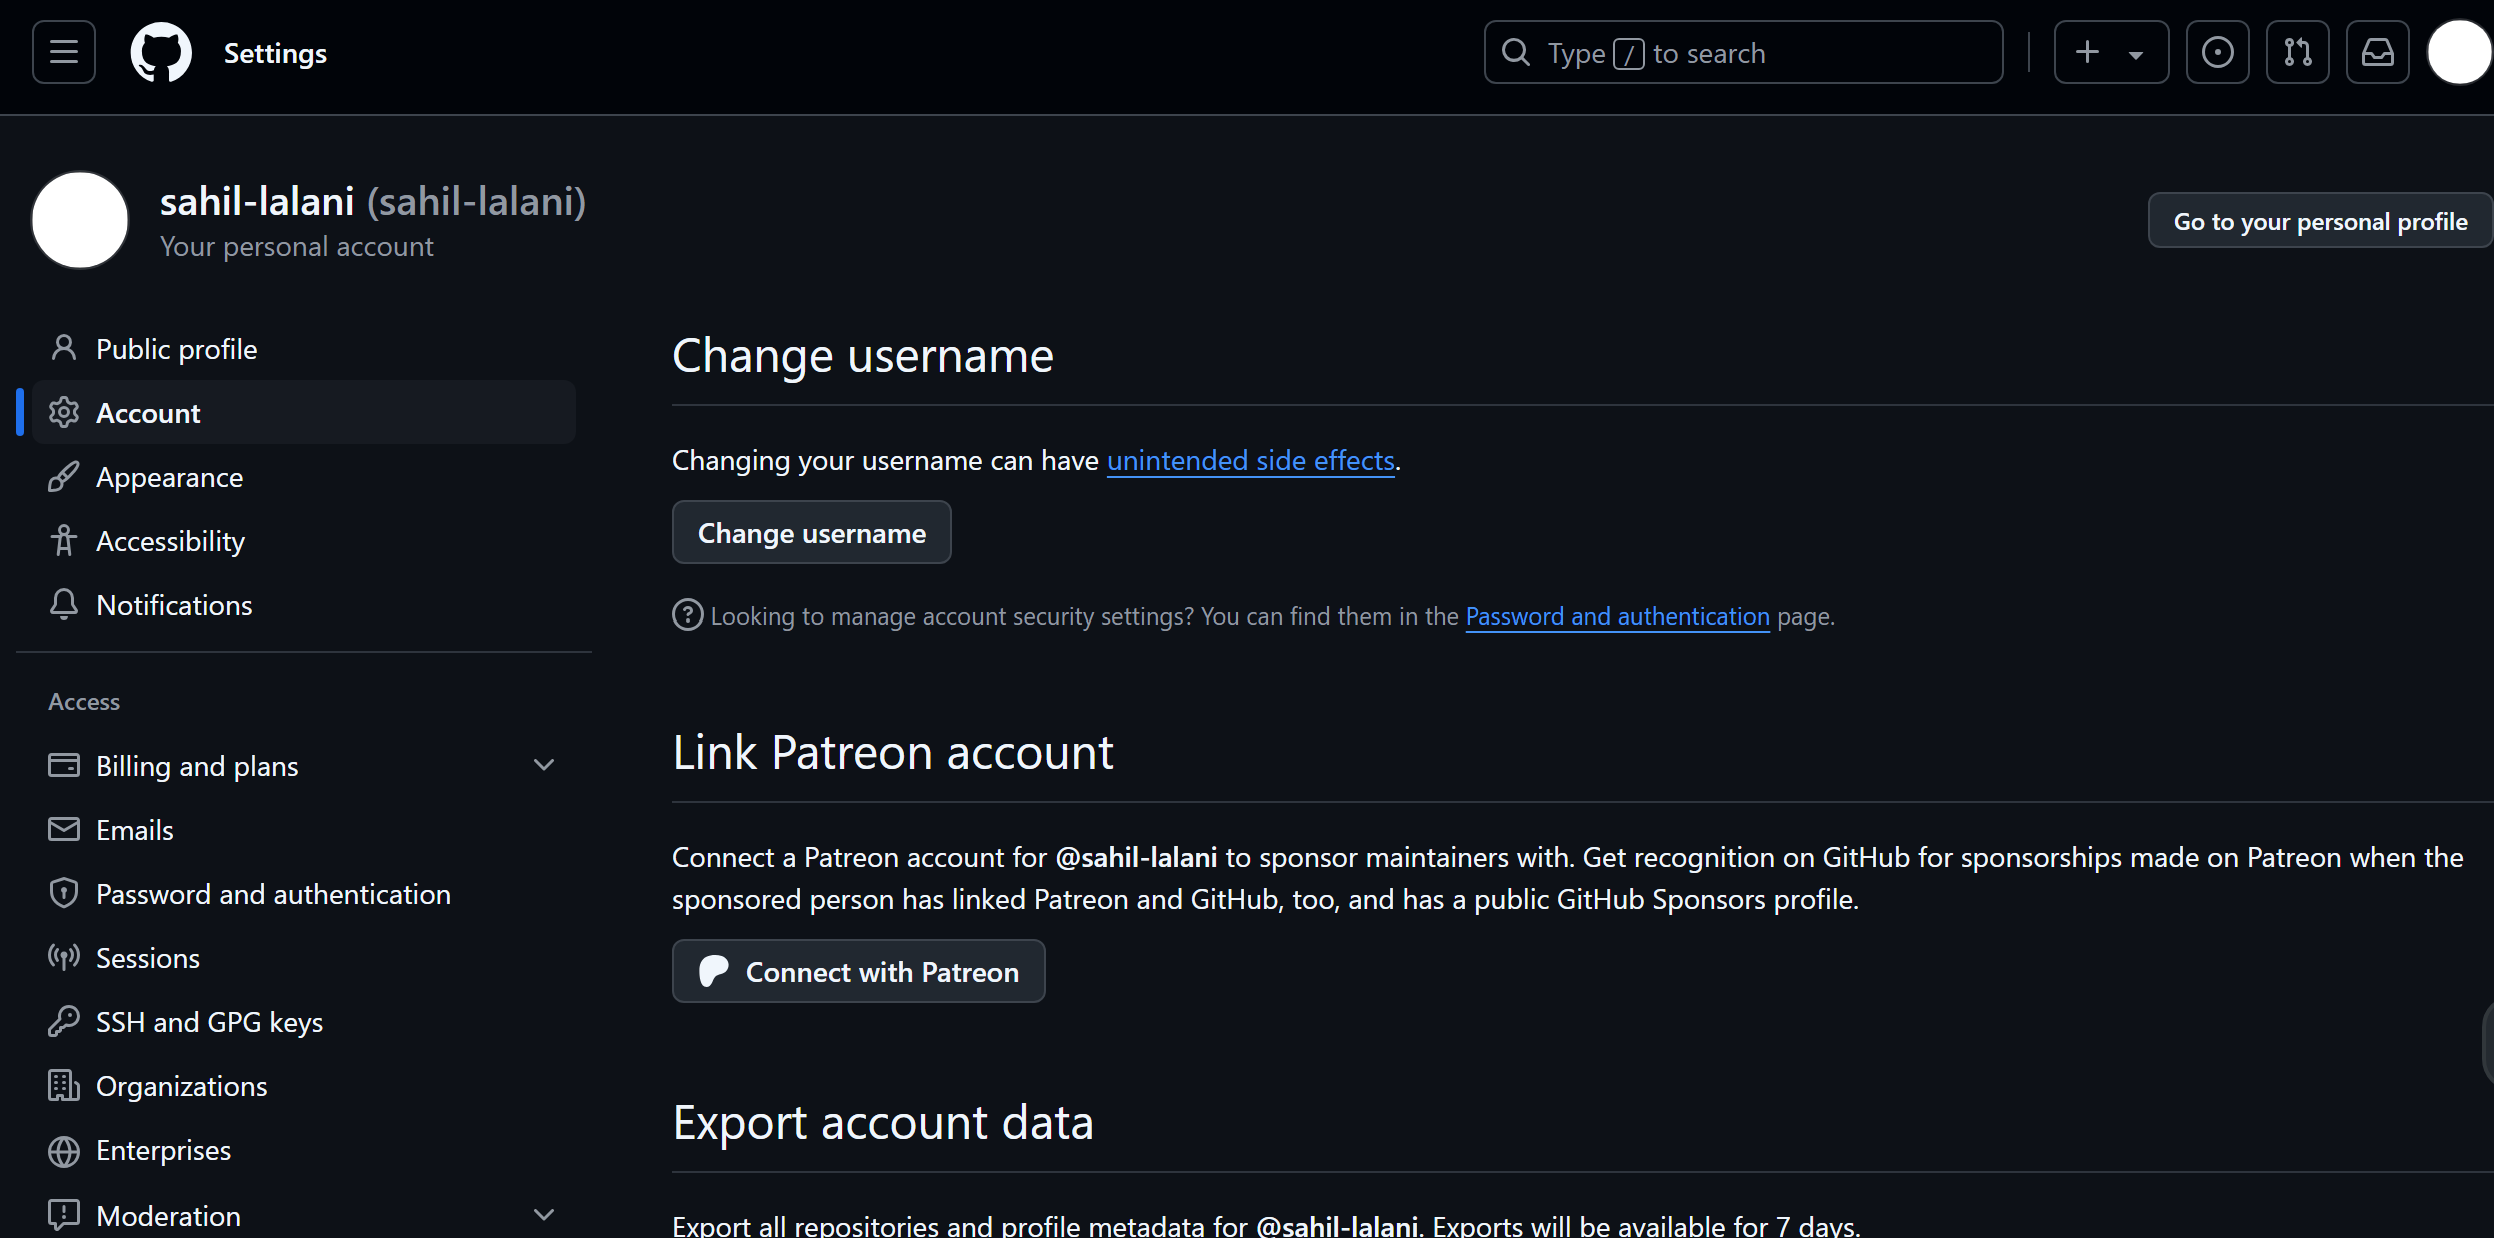 Settings
Type / to search
sahil-lalani (sahil-lalani)
Your personal account
Go to your personal profile
Public profile
Account
Appearance
Accessibility
Notifications
Access
Billing and plans
Emails
Password and authentication
Sessions
SSH and GPG keys
Organizations
Enterprises
Moderation
Change username
Changing your username can have unintended side effects.
Change username
Looking to manage account security settings? You can find them in the Password and authentication page.
Link Patreon account
Connect a Patreon account for @sahil-lalani to sponsor maintainers with. Get recognition on GitHub for sponsorships made on Patreon when the
sponsored person has linked Patreon and GitHub, too, and has a public GitHub Sponsors profile.
Connect with Patreon
Export account data
Export all repositories and profile metadata for @sahil-lalani. Exports will be available for 7 days.